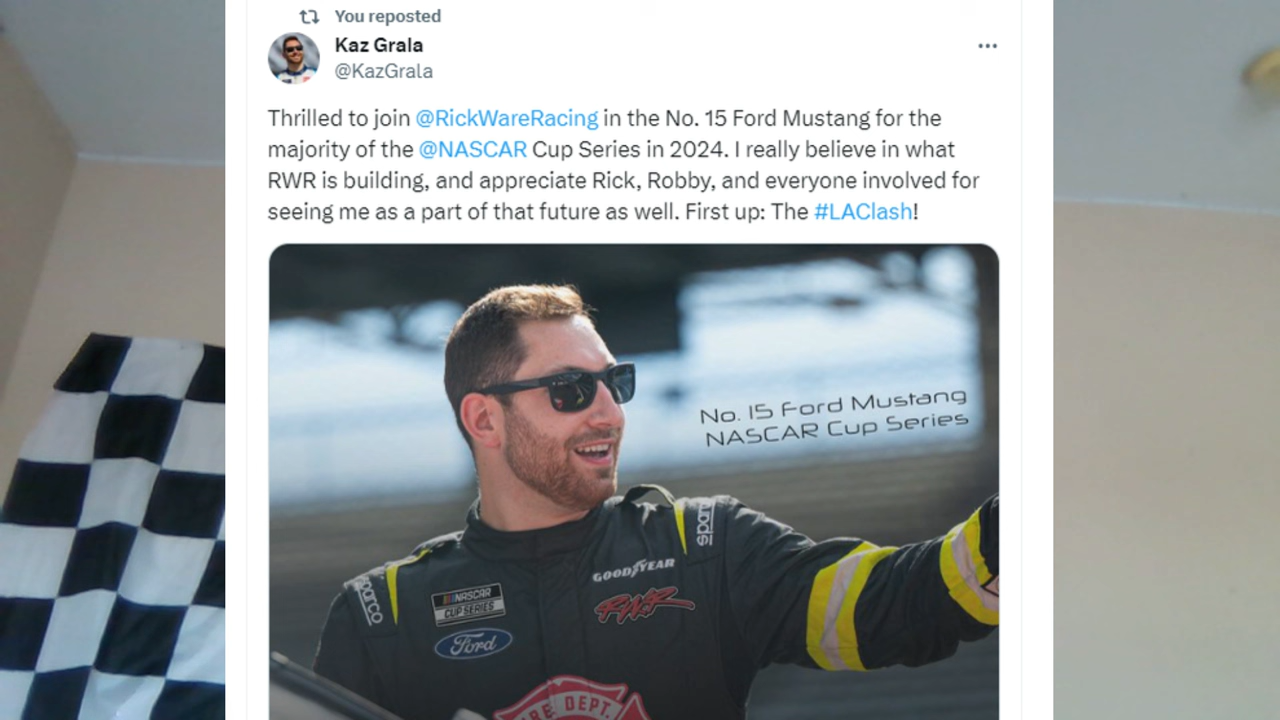 You reposted
Kaz Grala
@KazGrala
Thrilled to join @RickWareRacing in the No. 15 Ford Mustang for the
majority of the @NASCAR Cup Series in 2024. I really believe in what
RWR is building, and appreciate Rick, Robby, and everyone involved for
seeing me as a part of that future as well. First up: The #LAClash!
No. 15 Ford Mustang
NASCAR Cup Series
sparco
GOODYEAR
sparco
NASCAR
CUP SERIES
RWR
Ford
DEPT.